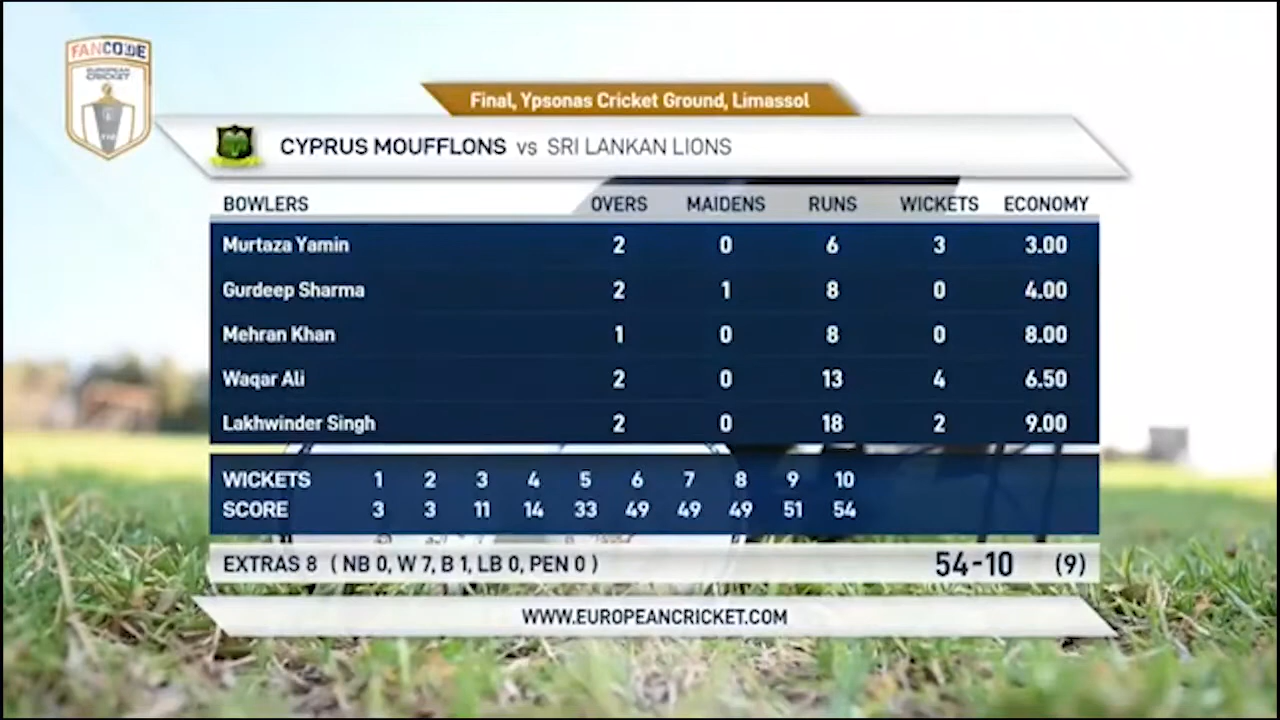 FANCODE
EUROPEAN
CRICKET
Final, Ypsonas Cricket Ground, Limassol
CYPRUS MOUFFLONS vs SRI LANKAN LIONS
BOWLERS OVERS MAIDENS RUNS WICKETS ECONOMY
Murtaza Yamin 2 0 6 3 3.00
Gurdeep Sharma 2 1 8 0 4.00
Mehran Khan 1 0 8 0 8.00
Waqar Ali 2 0 13 4 6.50
Lakhwinder Singh 2 0 18 2 9.00
WICKETS 1 2 3 4 5 6 7 8 9 10
SCORE 3 3 11 14 33 49 49 49 51 54
EXTRAS 8 ( NB 0, W 7, B 1, LB 0, PEN 0 ) 54-10 (9)
WWW.EUROPEANCRICKET.COM